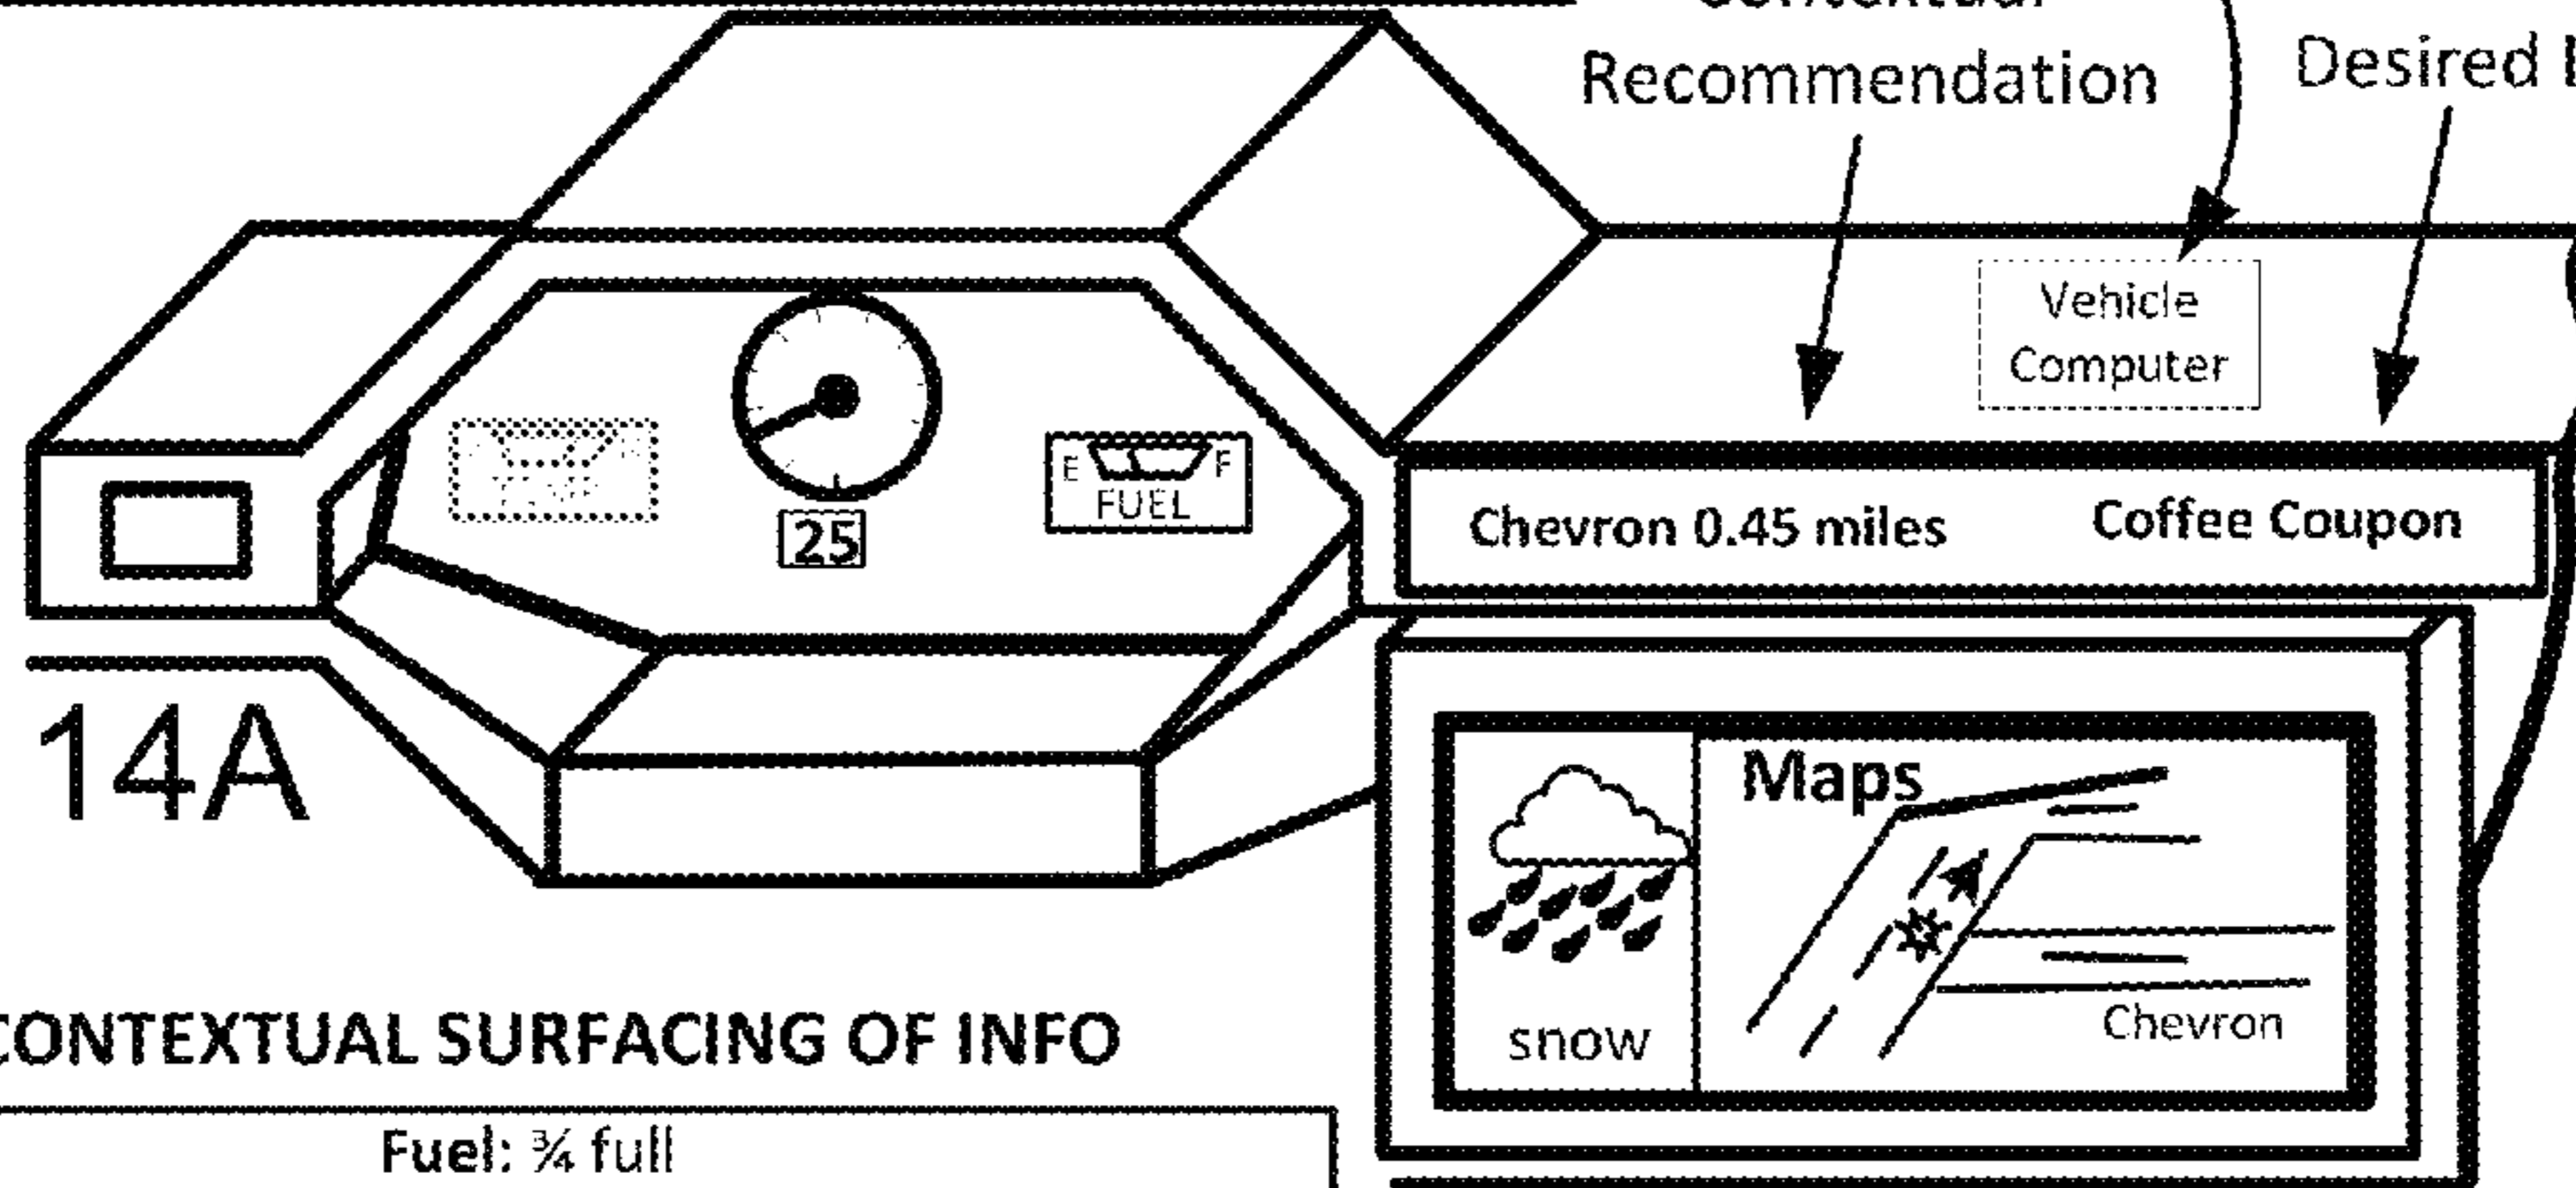 Contextual
Recommendation
Desired
Vehicle
Computer
E F
FUEL
25
Chevron 0.45 miles
Coffee Coupon
14A
Maps
snow
Chevron
CONTEXTUAL SURFACING OF INFO
Fuel: ¾ full